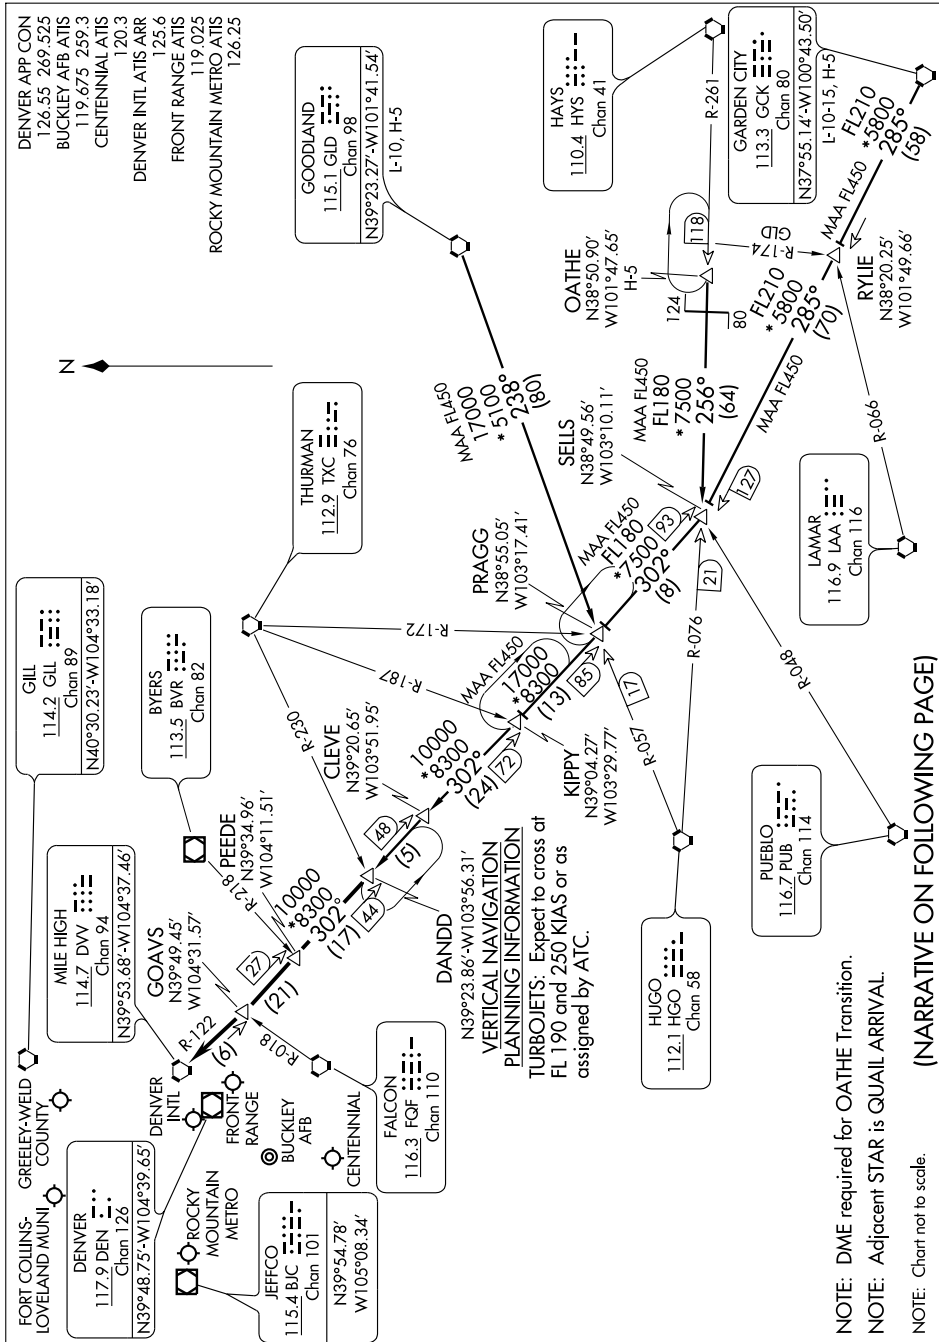 DENVER APP CON
126.55 269.525
BUCKLEY AFB ATIS
119.675 259.3
CENTENNIAL ATIS
120.3
DENVER INTL ATIS ARR
125.6
FRONT RANGE ATIS
119.025
ROCKY MOUNTAIN METRO ATIS
126.25
FORT COLLINS-
LOVELAND MUNI
GREELEY-WELD
COUNTY
GILL
114.2 GLL
Chan 89
N40°30.23′-W104°33.18′
MILE HIGH
114.7 DVV
Chan 94
N39°53.68′-W104°37.46′
BYERS
113.5 BVR
Chan 82
THURMAN
112.9 TXC
Chan 76
N
GOODLAND
115.1 GLD
Chan 98
N39°23.27′-W101°41.54′
L-10, H-5
HAYS
110.4 HYS
Chan 41
GARDEN CITY
113.3 GCK
Chan 80
N37°55.14′-W100°43.50′
L-10-15, H-5
DENVER
117.9 DEN
Chan 126
N39°48.75′-W104°39.65′
DENVER
INTL
FRONT
RANGE
BUCKLEY
AFB
CENTENNIAL
ROCKY
MOUNTAIN
METRO
JEFFCO
115.4 BJC
Chan 101
N39°54.78′
W105°08.34′
FALCON
116.3 FQF
Chan 110
R-122
(6)
R-018
GOAVS
N39°49.45′
W104°31.57′
27
(21)
R-218
PEEDE
N39°34.96′
W104°11.51′
10000
*8300
302°
(17)
44
R-230
DANDD
N39°23.86′-W103°56.31′
48
(5)
CLEVE
N39°20.65′
W103°51.95′
10000
*8300
302°
(24)
72
R-187
R-172
KIPPY
N39°04.27′
W103°29.77′
MAA FL450
17000
*8300
(13)
85
PRAGG
N38°55.05′
W103°17.41′
MAA FL450
17000
*5100
238°
(80)
MAA FL450
FL180
*7500
302°
(8)
93
SELLS
N38°49.56′
W103°10.11′
MAA FL450
FL180
*7500
256°
(64)
OATHE
N38°50.90′
W101°47.65′
H-5
124
80
118
R-261
R-174
GLD
FL210
*5800
285°
(70)
MAA FL450
127
RYLIE
N38°20.25′
W101°49.66′
MAA FL450
FL210
*5800
285°
(58)
R-066
LAMAR
116.9 LAA
Chan 116
R-057
17
R-076
21
R-048
HUGO
112.1 HGO
Chan 58
PUEBLO
116.7 PUB
Chan 114
VERTICAL NAVIGATION
PLANNING INFORMATION
TURBOJETS: Expect to cross at
FL190 and 250 KIAS or as
assigned by ATC.
NOTE: DME required for OATHE Transition.
NOTE: Adjacent STAR is QUAIL ARRIVAL.
NOTE: Chart not to scale.
(NARRATIVE ON FOLLOWING PAGE)